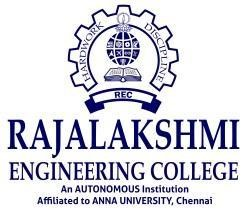 HARDWORK DISCIPLINE
REC
RAJALAKSHMI
ENGINEERING COLLEGE
An AUTONOMOUS Institution
Affiliated to ANNA UNIVERSITY, Chennai